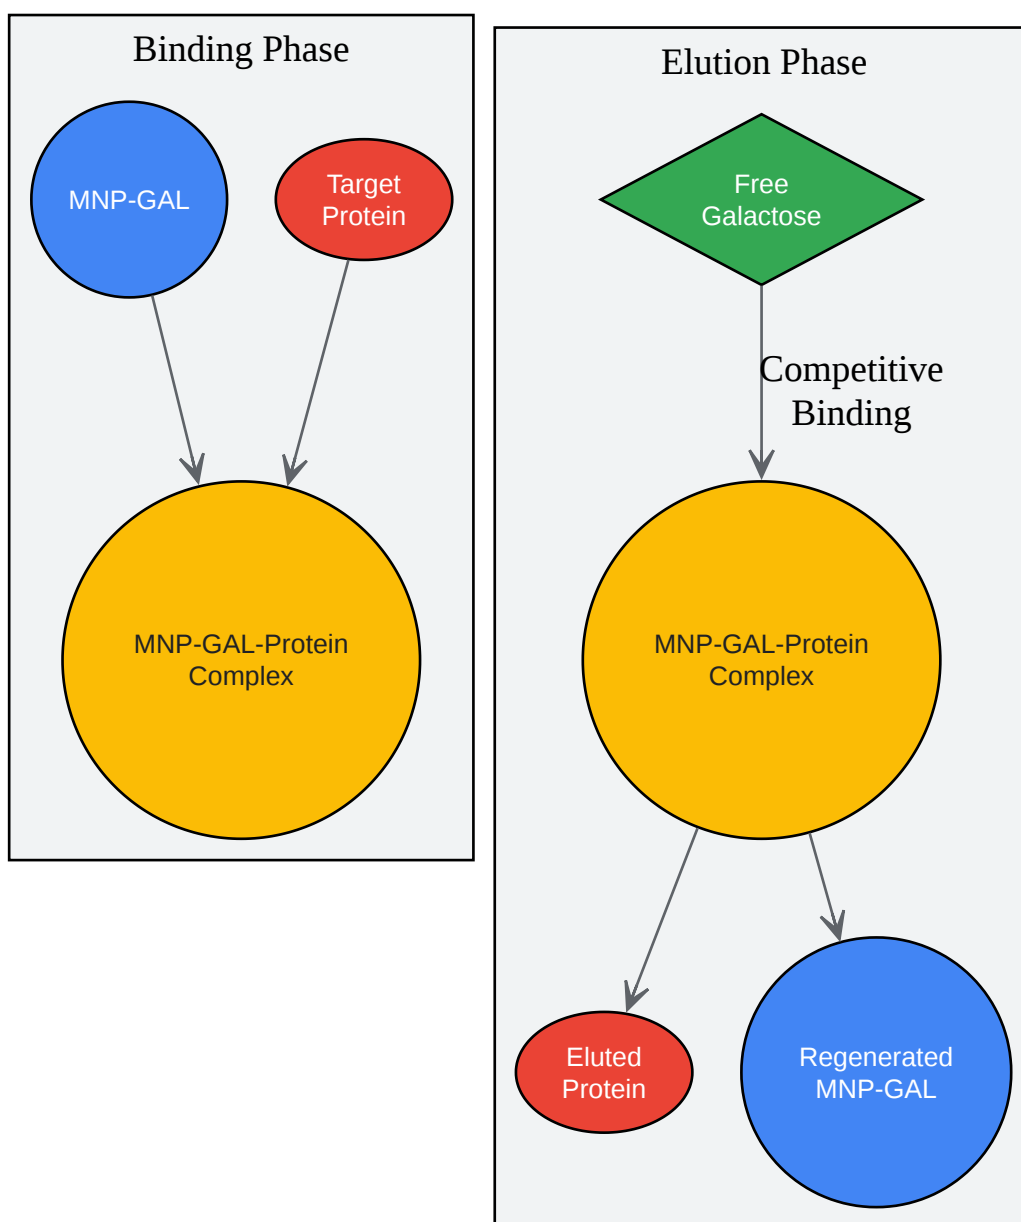 Binding Phase
MNP-GAL
Target
Protein
MNP-GAL-Protein
Complex
Elution Phase
Free
Galactose
Competitive
Binding
MNP-GAL-Protein
Complex
Eluted
Protein
Regenerated
MNP-GAL